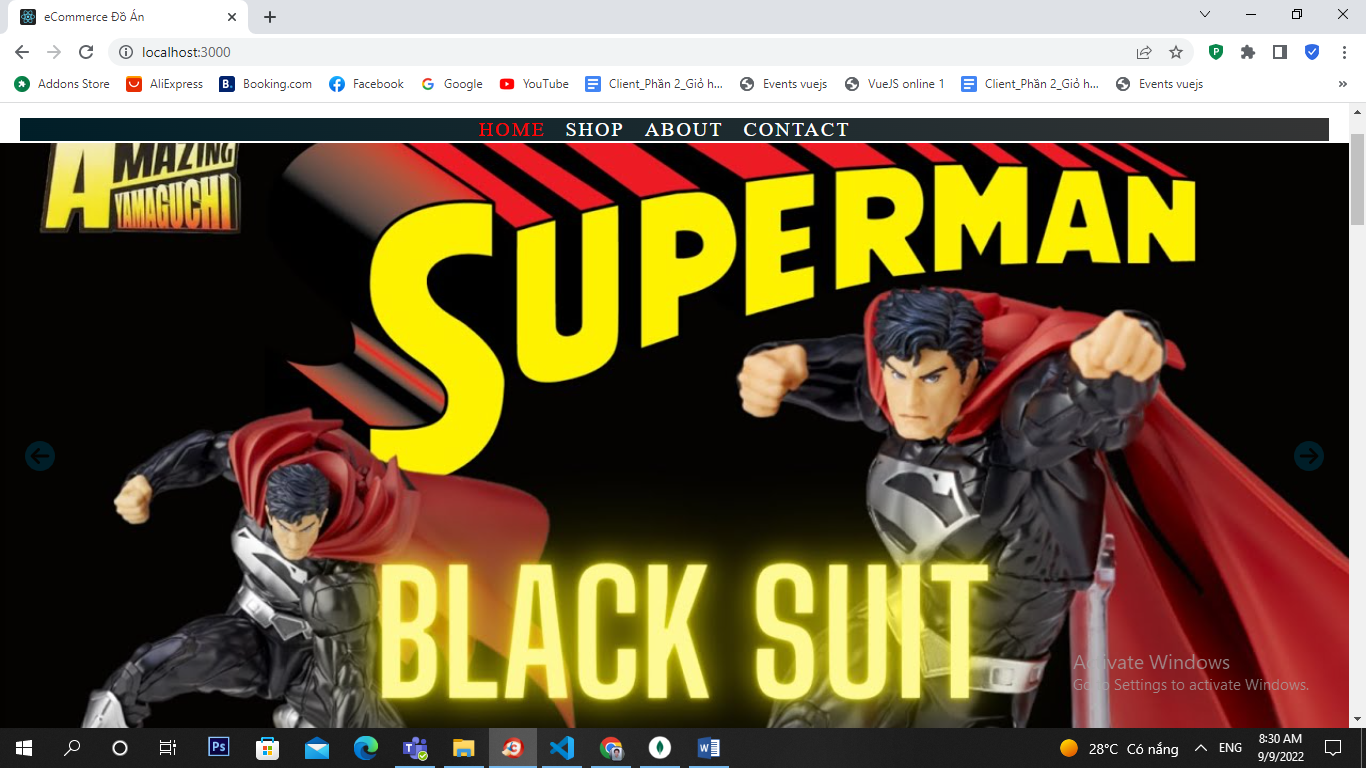 eCommerce Đồ Án
localhost:3000
Addons Store AliExpress B. Booking.com Facebook Google YouTube Client_Phần 2_Giỏ h... Events vuejs VueJS online 1 Client_Phần 2_Giỏ h... Events vuejs
HOME SHOP ABOUT CONTACT
AMAZING
YAMAGUCHI
SUPERMAN
BLACK SUIT
Activate Windows
Go to Settings to activate Windows.
Ps
28°C Có nắng ENG 8:30 AM
9/9/2022